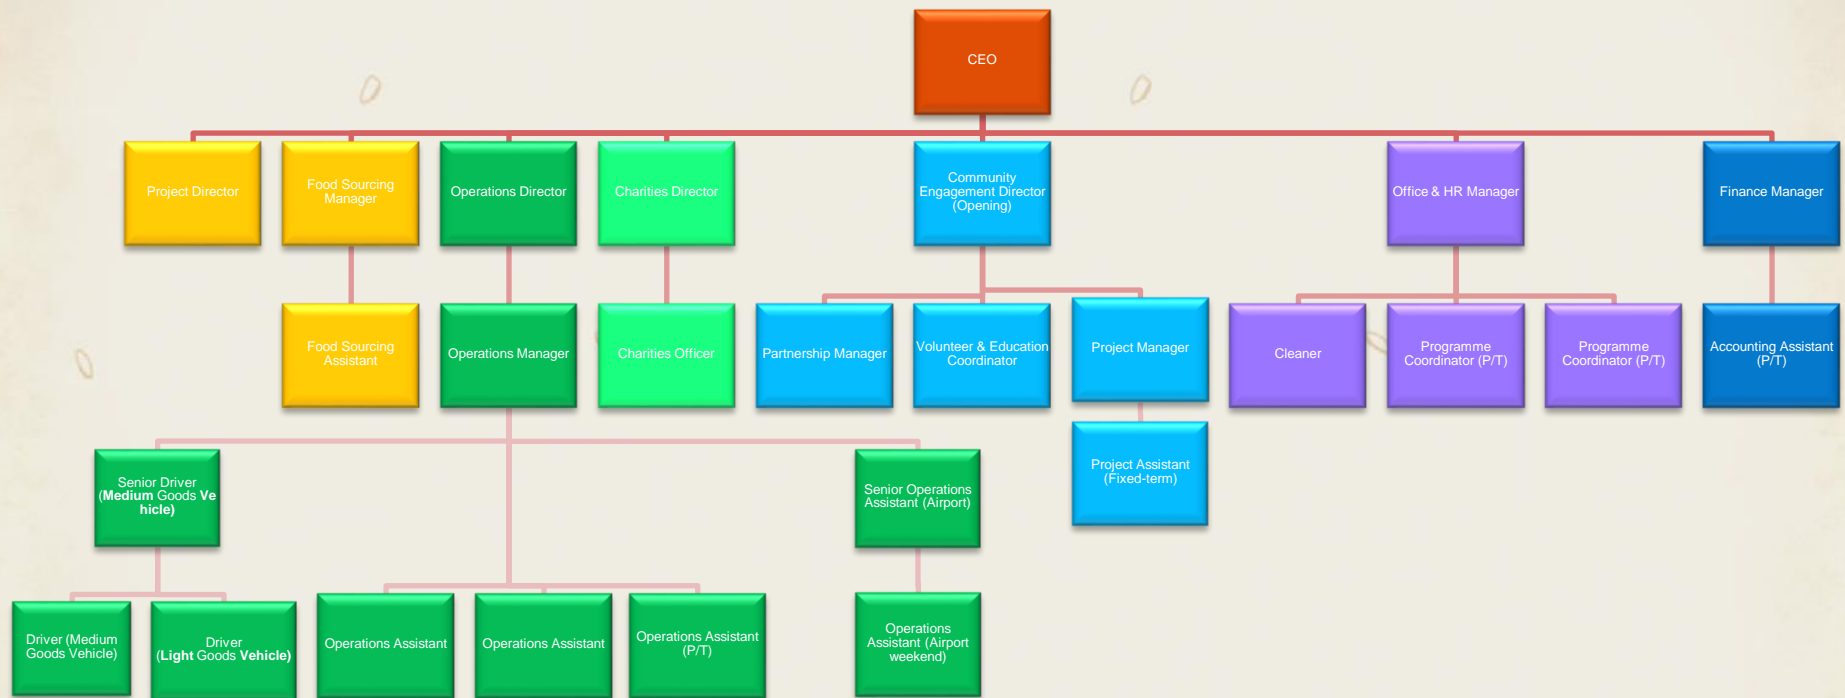 CEO
Project Director
Food Sourcing
Manager
Operations Director
Charities Director
Community
Engagement Director
(Opening)
Office & HR Manager
Finance Manager
Food Sourcing
Assistant
Operations Manager
Charities Officer
Partnership Manager
Volunteer & Education
Coordinator
Project Manager
Cleaner
Programme
Coordinator (P/T)
Programme
Coordinator (P/T)
Accounting Assistant
(P/T)
Senior Driver
(Medium Goods Ve
hicle)
Senior Operations
Assistant (Airport)
Project Assistant
(Fixed-term)
Driver (Medium
Goods Vehicle)
Driver
(Light Goods Vehicle)
Operations Assistant
Operations Assistant
Operations Assistant
(P/T)
Operations
Assistant (Airport
weekend)